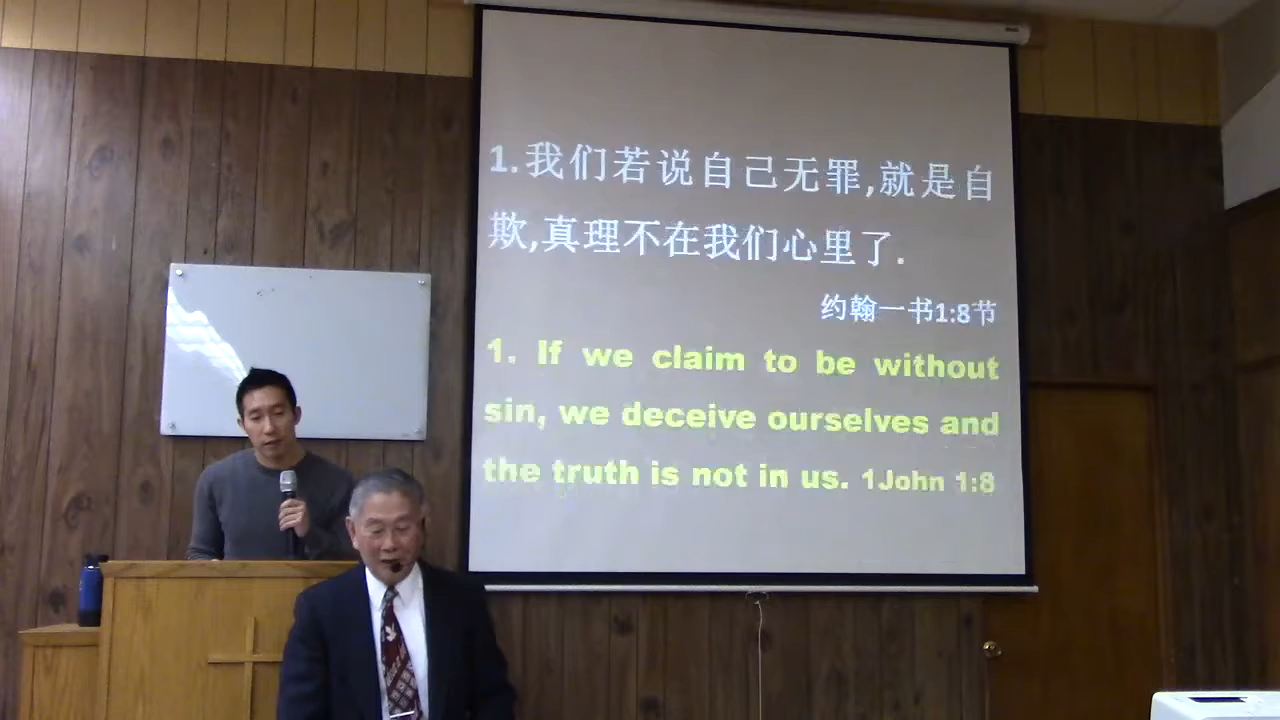 1.我们若说自己无罪,就是自
欺,真理不在我们心里了.
约翰一书1:8节
1. If we claim to be without
sin, we deceive ourselves and
the truth is not in us. 1John 1:8